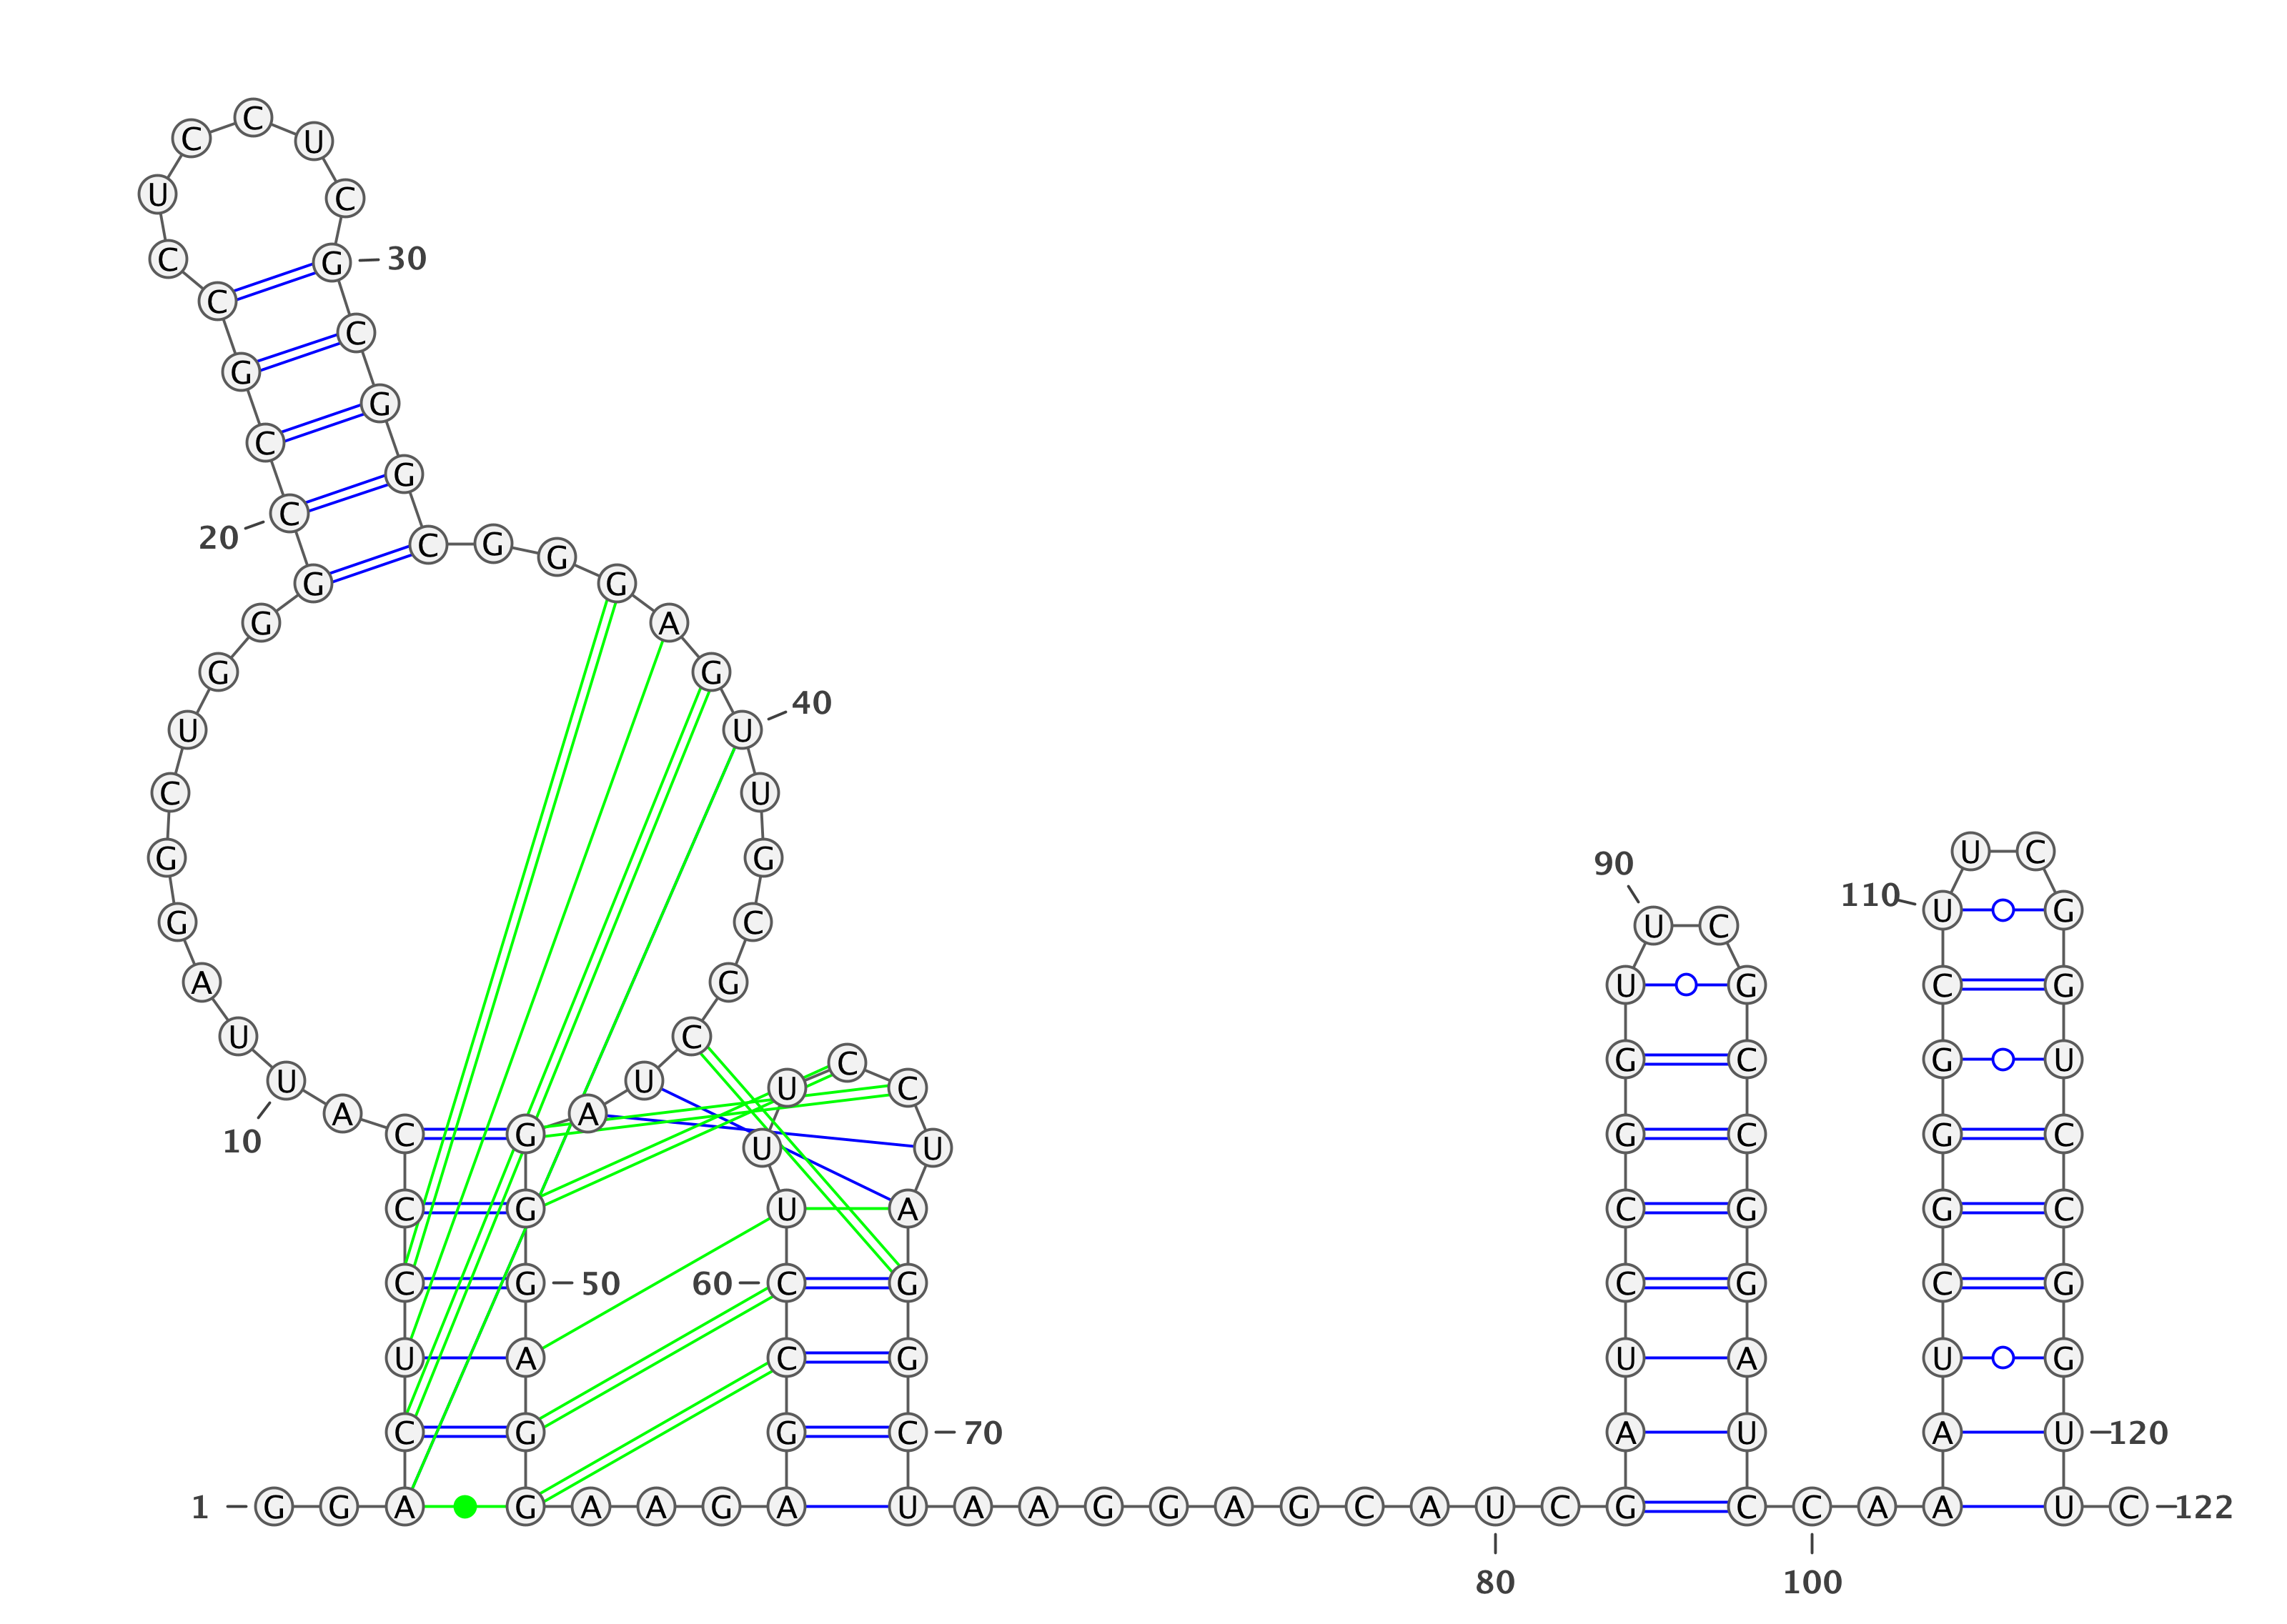 C
C U
U C
C G 30
C
C
G
G
C
G
20 C
C G G
G G
G A
G G
U U 40
C U
G G U C
90 110 U G
G C U C
A G U G C G
U C
C G G C G U
10 U U U C
A A U C
C G G C G C
U U
C C G G U A C G G C
C G 50 60 C G C G C G
U A C G U A U G
C G G C 70 A U A U 120
1 G G A G A A G A U A A G G A G C A U C G C C A A U C 122
80 100